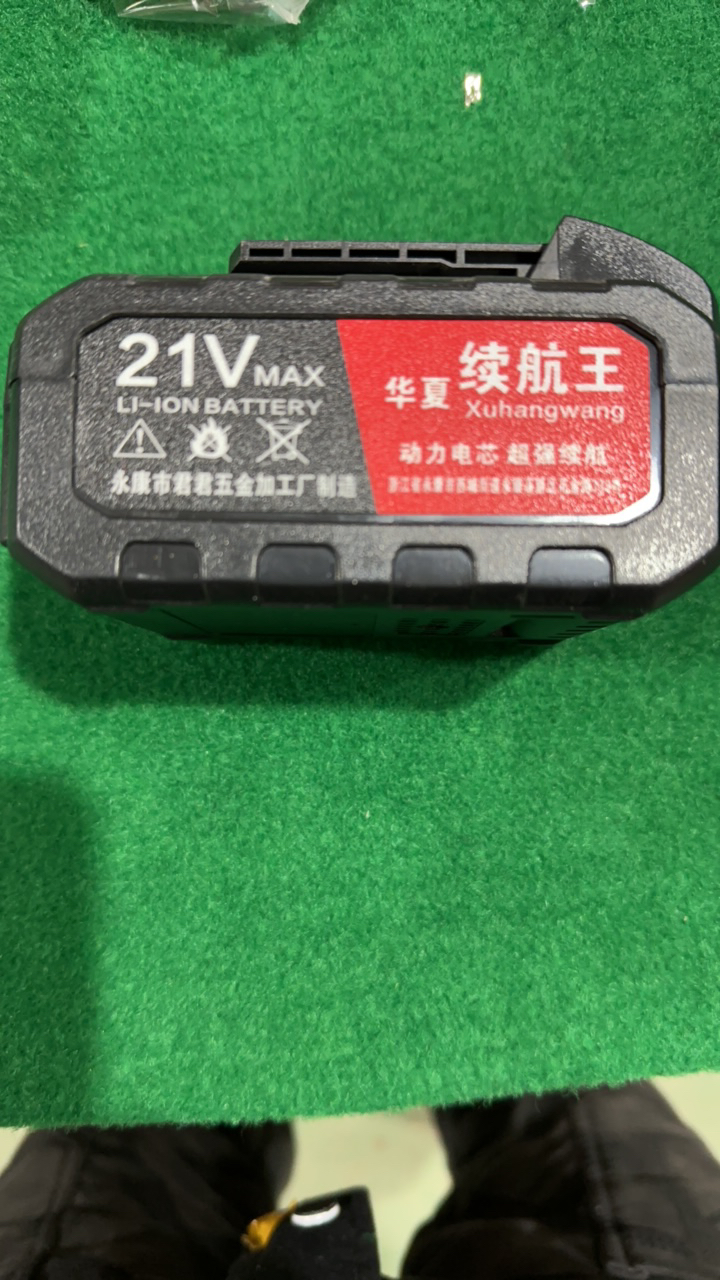 21V MAX
LI-ION BATTERY
永康市君君五金加工厂制造
华夏 续航王
Xuhangwang
动力电芯 超强续航